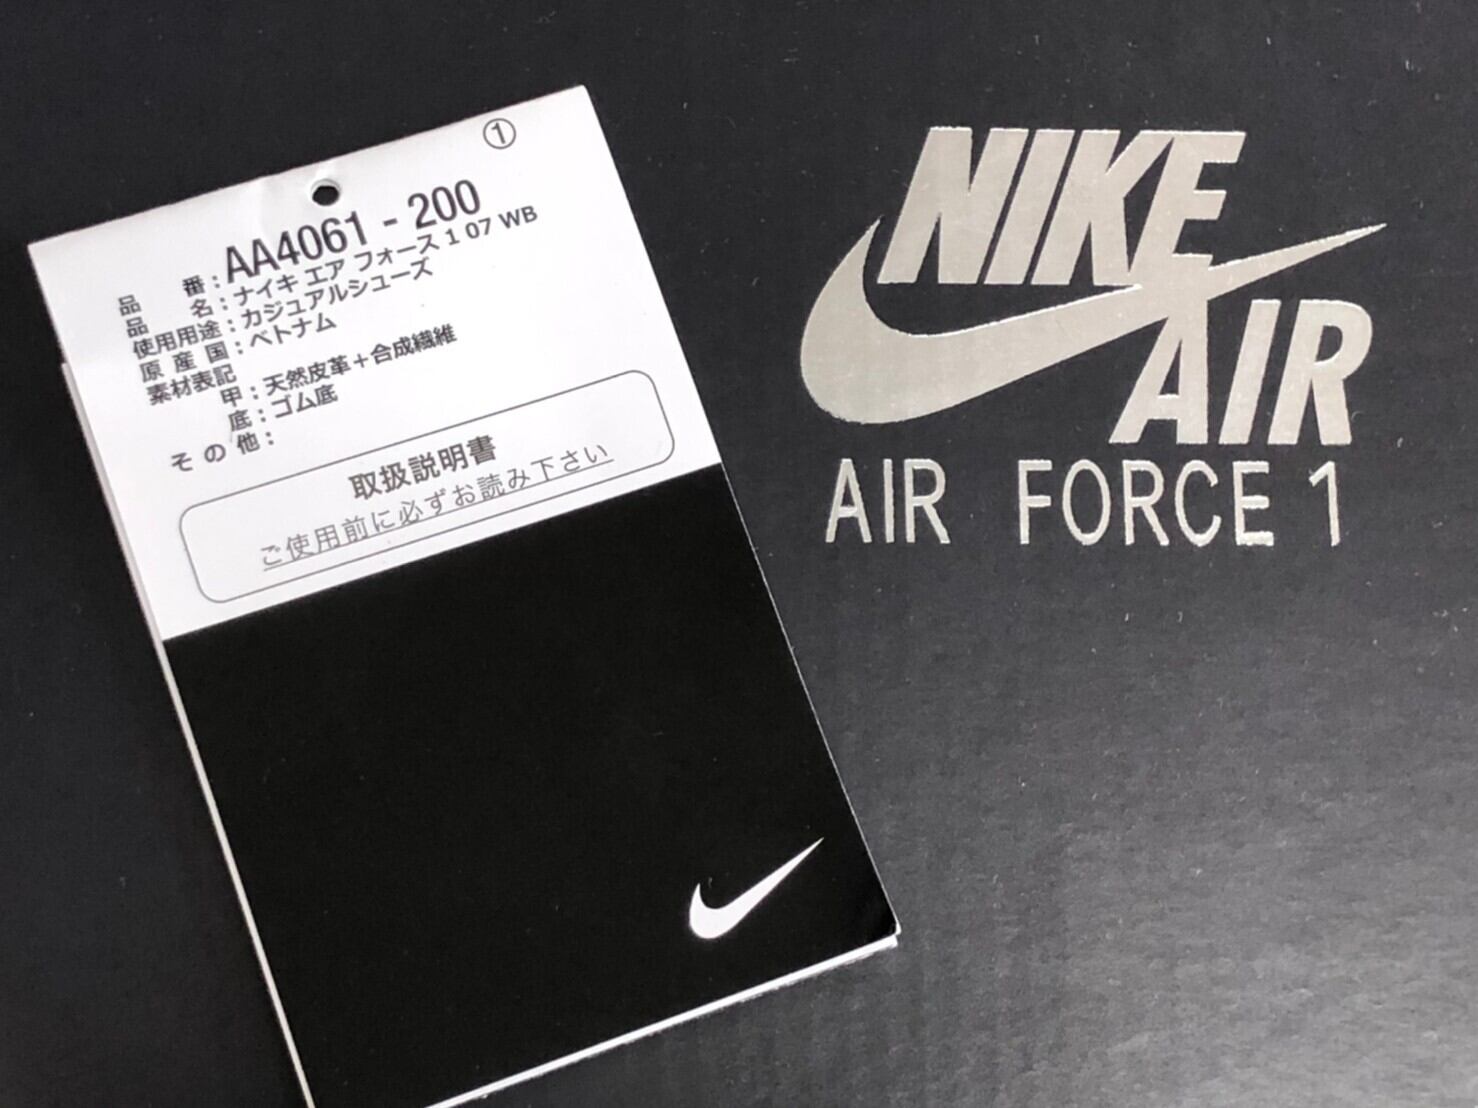 ①
品 番：AA4061 - 200
品 名：ナイキ エア フォース 1 07 WB
使用用途：カジュアルシューズ
原 産 国：ベトナム
素材表記
甲：天然皮革＋合成繊維
底：ゴム底
そ の 他：
取扱説明書
ご使用前に必ずお読み下さい
NIKE
AIR
AIR FORCE 1